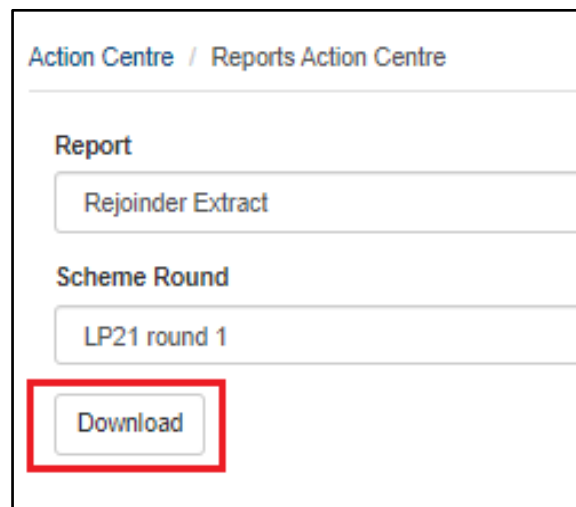 Action Centre / Reports Action Centre
Report
Rejoinder Extract
Scheme Round
LP21 round 1
Download